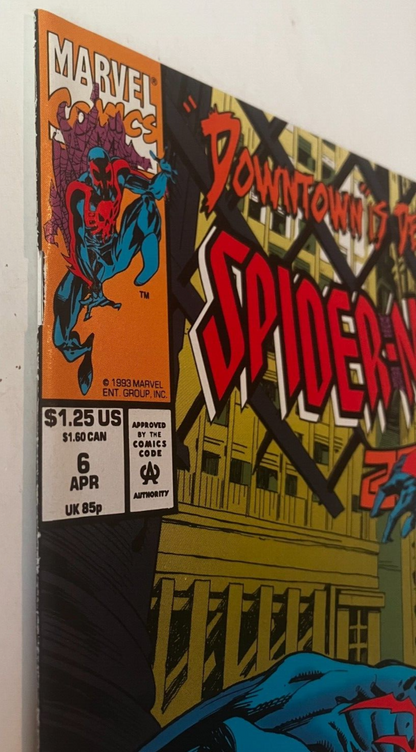 MARVEL®
COMICS
"DOWNTOWN" IS
SPIDER-
TM
© 1993 MARVEL
ENT. GROUP, INC.
$1.25 US
$1.60 CAN
6
APR
UK 85p
APPROVED
BY THE
COMICS
CODE
A
AUTHORITY